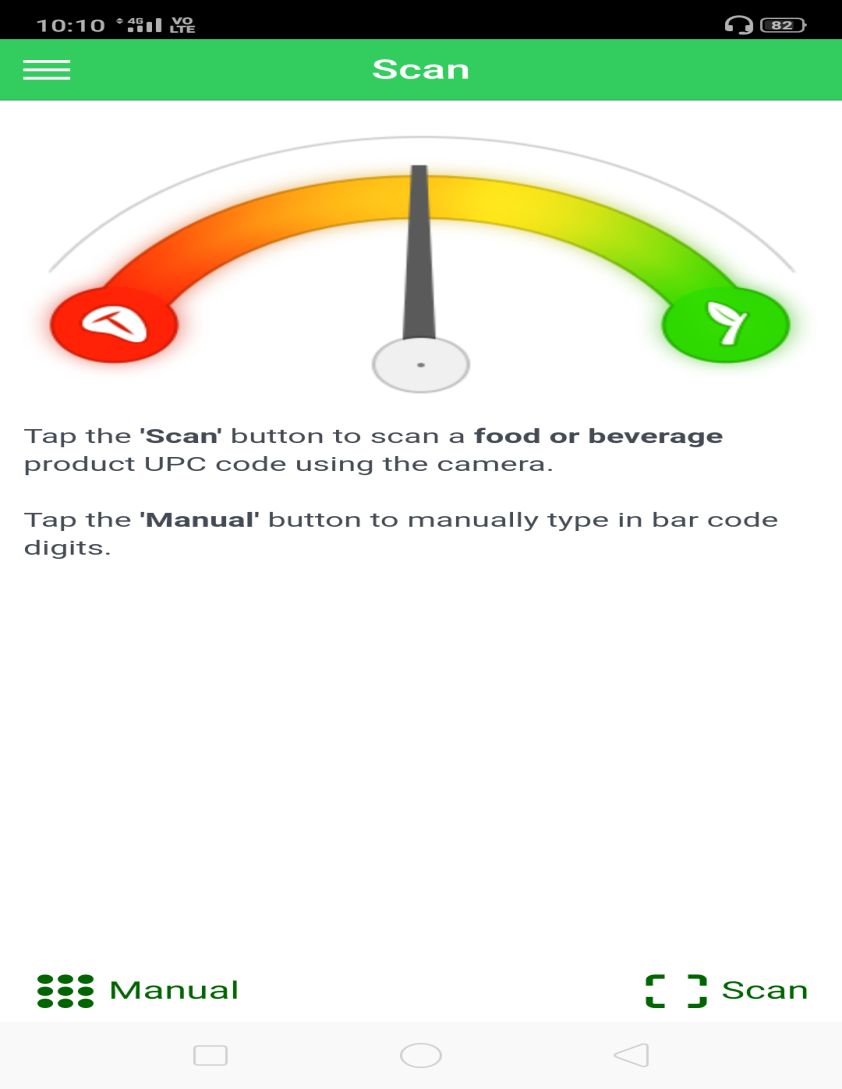 10:10 4G VO LTE 82
Scan
Tap the 'Scan' button to scan a food or beverage
product UPC code using the camera.
Tap the 'Manual' button to manually type in bar code
digits.
Manual Scan